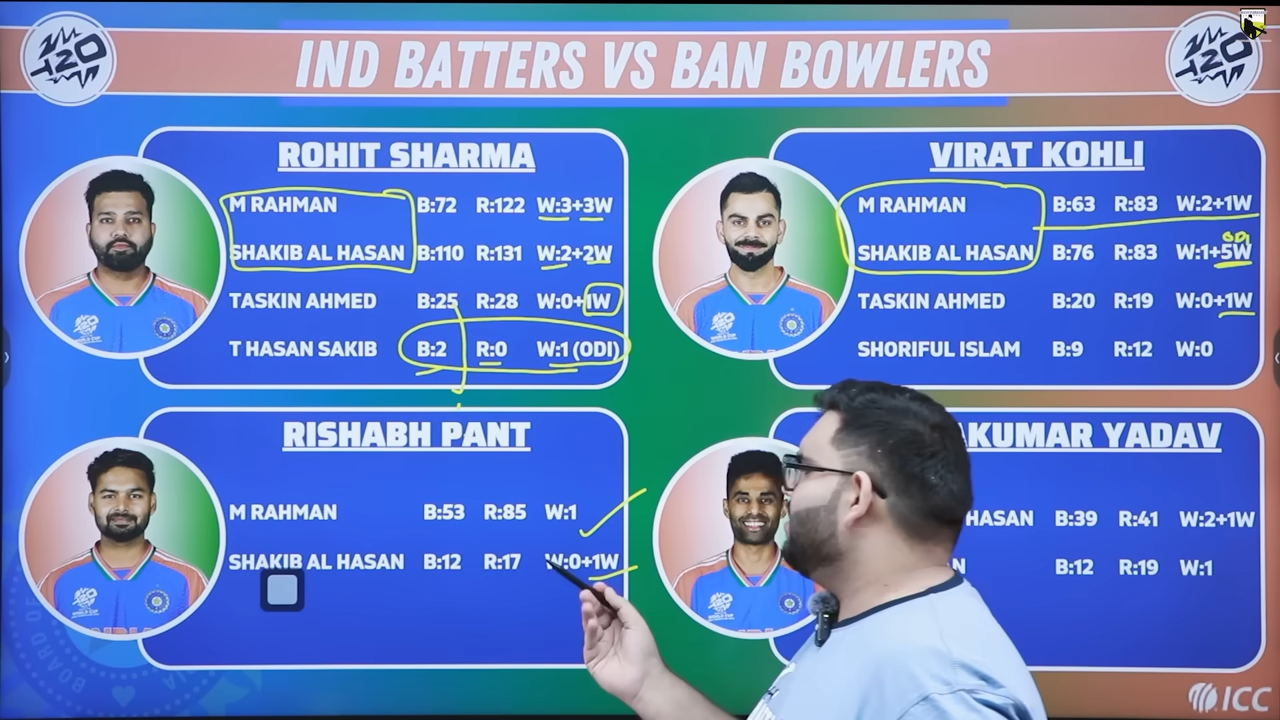 T20
IND BATTERS VS BAN BOWLERS
T20
ROHIT SHARMA
M RAHMAN B:72 R:122 W:3+3W
SHAKIB AL HASAN B:110 R:131 W:2+2W
TASKIN AHMED B:25 R:28 W:0+1W
T HASAN SAKIB B:2 R:0 W:1 (ODI)
VIRAT KOHLI
M RAHMAN B:63 R:83 W:2+1W
ODI
SHAKIB AL HASAN B:76 R:83 W:1+5W
TASKIN AHMED B:20 R:19 W:0+1W
SHORIFUL ISLAM B:9 R:12 W:0
RISHABH PANT
M RAHMAN B:53 R:85 W:1
SHAKIB AL HASAN B:12 R:17 W:0+1W
AKUMAR YADAV
HASAN B:39 R:41 W:2+1W
N B:12 R:19 W:1
BOARD OF
ICC